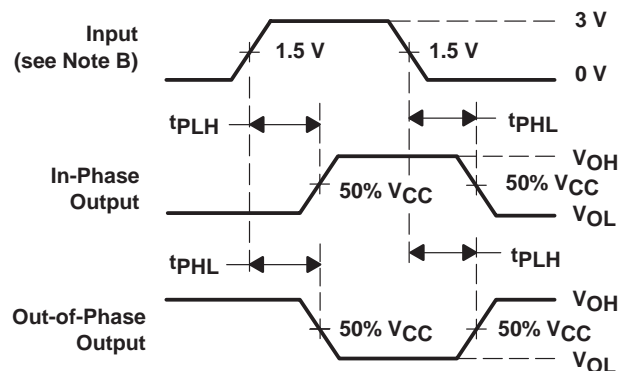 Input
(see Note B)
1.5 V
1.5 V
3 V
0 V
tPLH
tPHL
In-Phase
Output
50% VCC
VOH
50% VCC
VOL
tPHL
tPLH
Out-of-Phase
Output
50% VCC
VOH
50% VCC
VOL